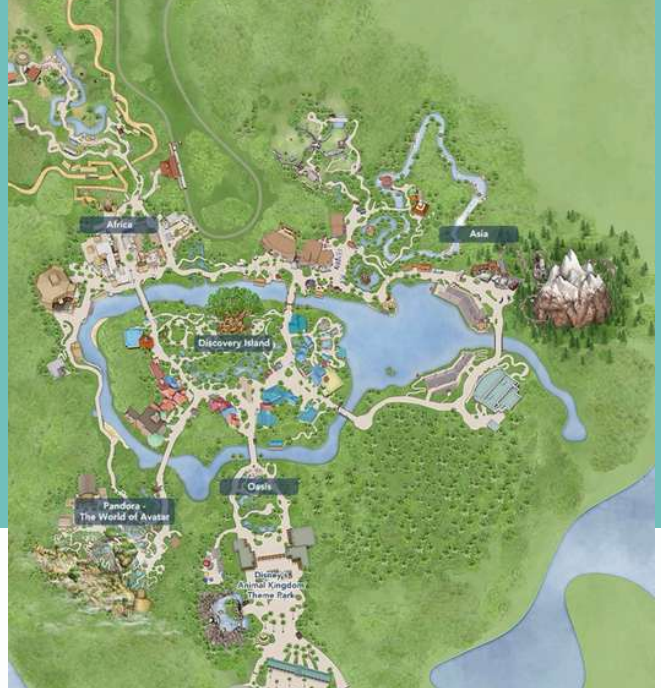 Africa
Asia
Discovery Island
Oasis
Pandora -
The World of Avatar
Disney's
Animal Kingdom
Theme Park